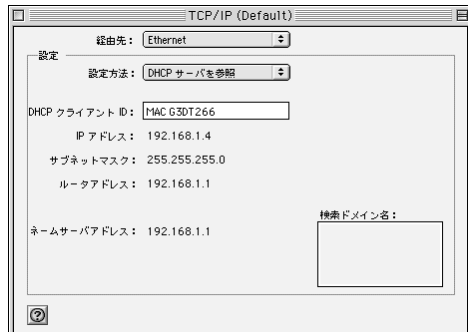 TCP/IP (Default)
経由先： Ethernet
設定
設定方法： DHCP サーバを参照
DHCP クライアント ID： MAC G3DT266
IP アドレス： 192.168.1.4
サブネットマスク： 255.255.255.0
ルータアドレス： 192.168.1.1
検索ドメイン名：
ネームサーバアドレス： 192.168.1.1
?